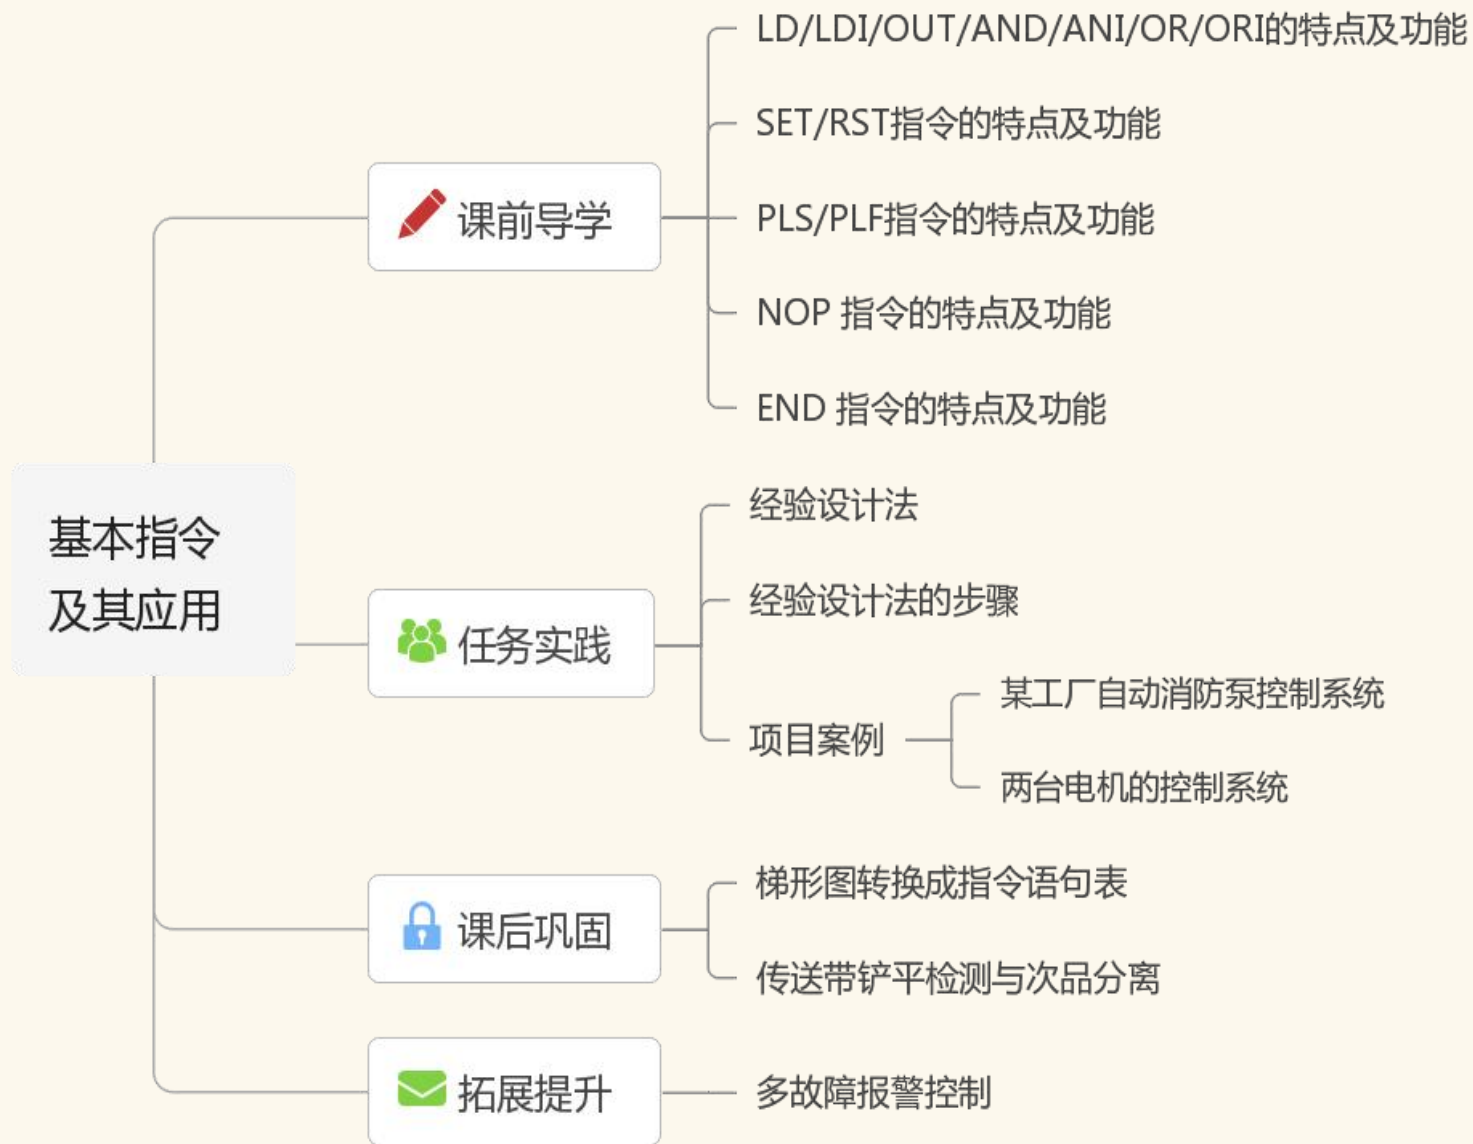 基本指令
及其应用
课前导学
LD/LDI/OUT/AND/ANI/OR/ORI的特点及功能
SET/RST指令的特点及功能
PLS/PLF指令的特点及功能
NOP 指令的特点及功能
END 指令的特点及功能
任务实践
经验设计法
经验设计法的步骤
项目案例
某工厂自动消防泵控制系统
两台电机的控制系统
课后巩固
梯形图转换成指令语句表
传送带铲平检测与次品分离
拓展提升
多故障报警控制